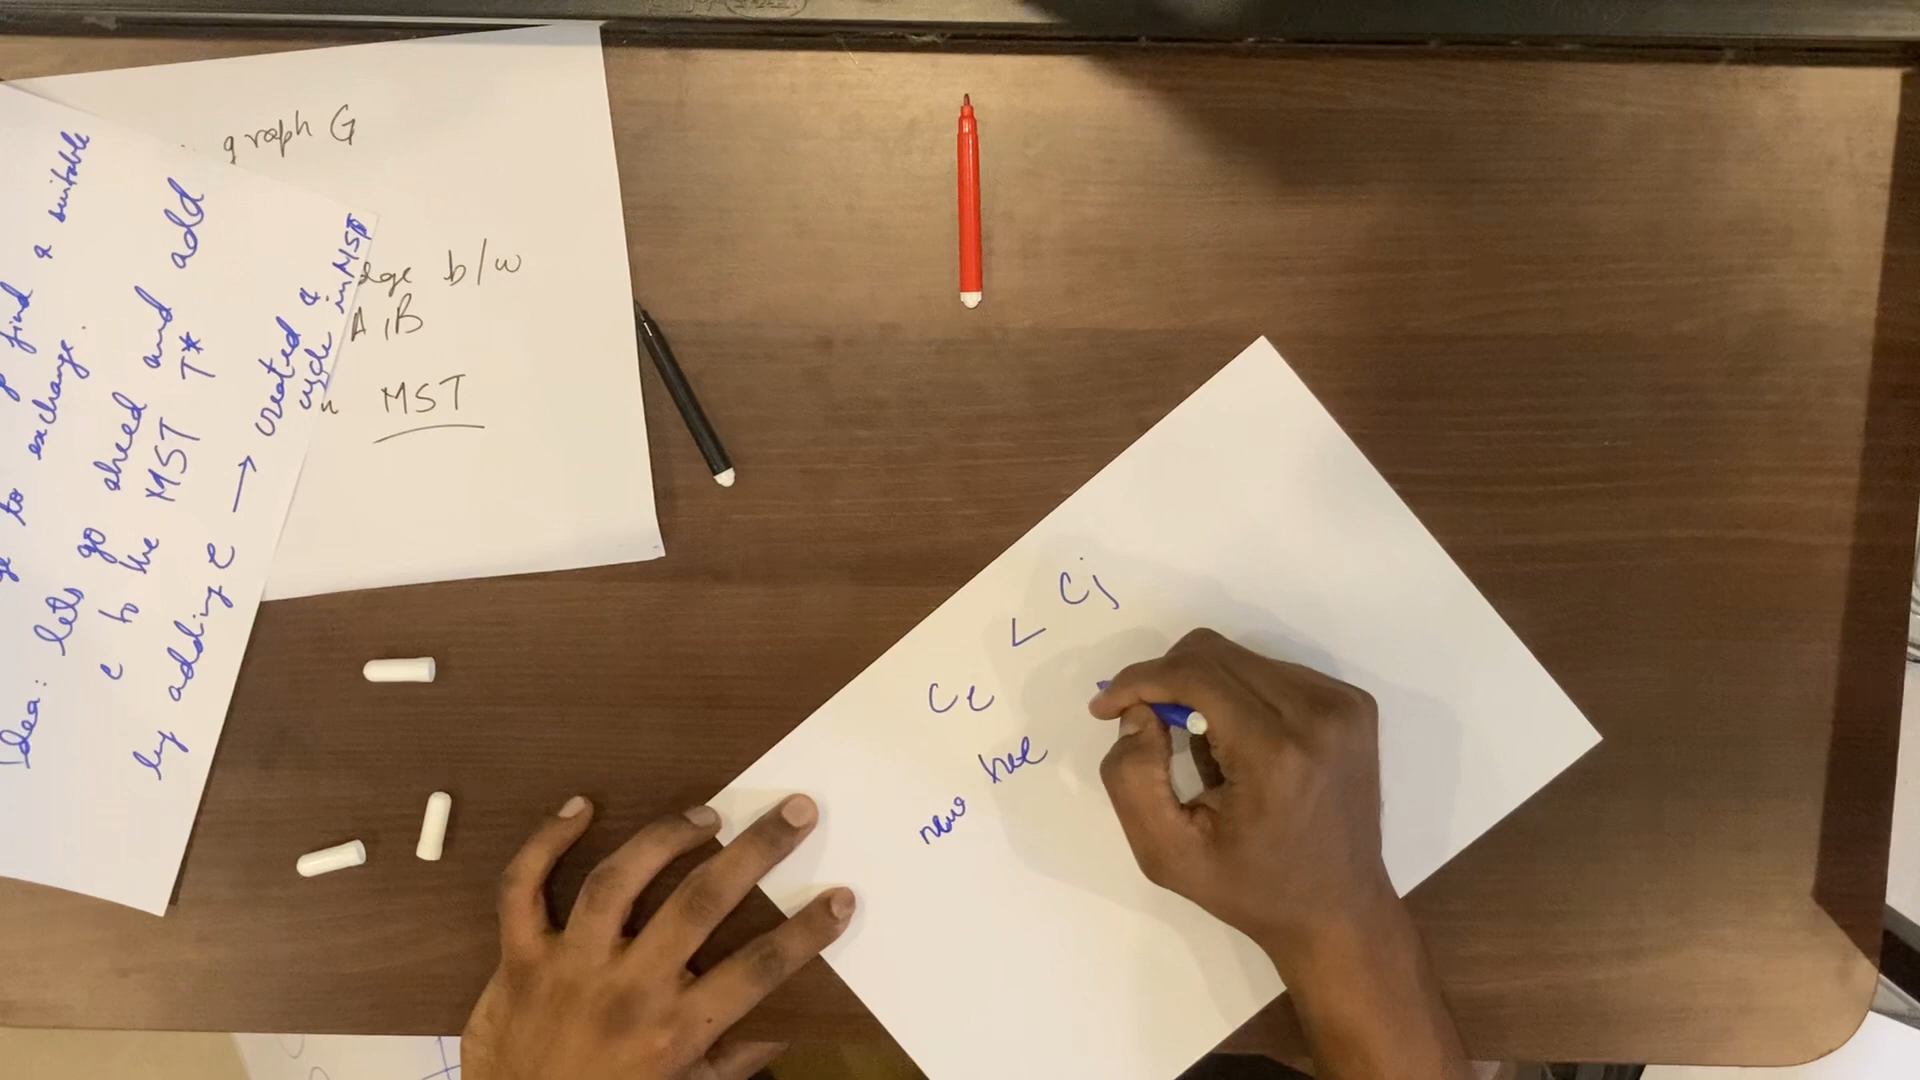 graph G
edge b/w
A, B
MST
find a suitable
ge to exchange.
Idea: lets go ahead and add
e to the MST T*
by adding e → created a
cycle in MST
Ce < Cj
new tree